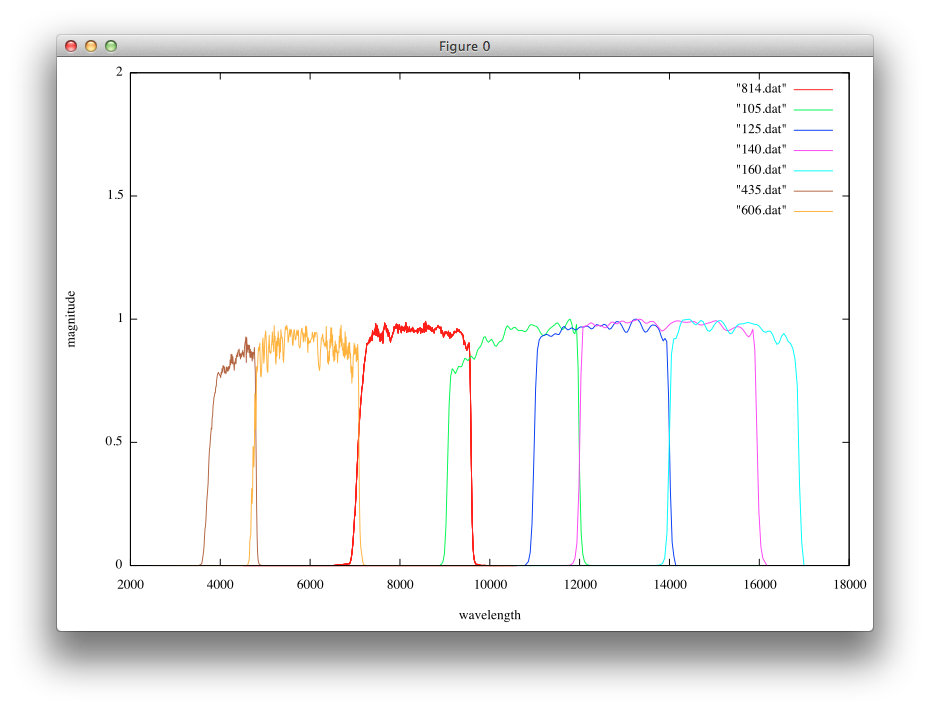 Figure 0
2
1.5
1
0.5
0
magnitude
"814.dat"
"105.dat"
"125.dat"
"140.dat"
"160.dat"
"435.dat"
"606.dat"
2000 4000 6000 8000 10000 12000 14000 16000 18000
wavelength